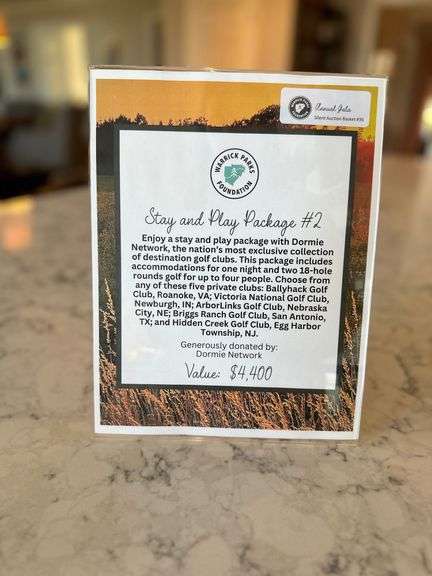 Annual Gala
Silent Auction Basket #36
WARRICK PARKS
FOUNDATION
Stay and Play Package #2
Enjoy a stay and play package with Dormie
Network, the nation's most exclusive collection
of destination golf clubs. This package includes
accommodations for one night and two 18-hole
rounds golf for up to four people. Choose from
any of these five private clubs: Ballyhack Golf
Club, Roanoke, VA; Victoria National Golf Club,
Newburgh, IN; ArborLinks Golf Club, Nebraska
City, NE; Briggs Ranch Golf Club, San Antonio,
TX; and Hidden Creek Golf Club, Egg Harbor
Township, NJ.
Generously donated by:
Dormie Network
Value: $4,400